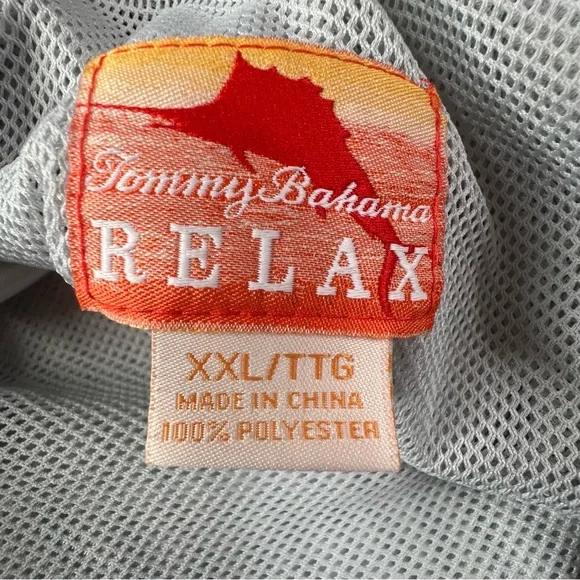 Tommy Bahama
RELAX
XXL/TTG
MADE IN CHINA
100% POLYESTER